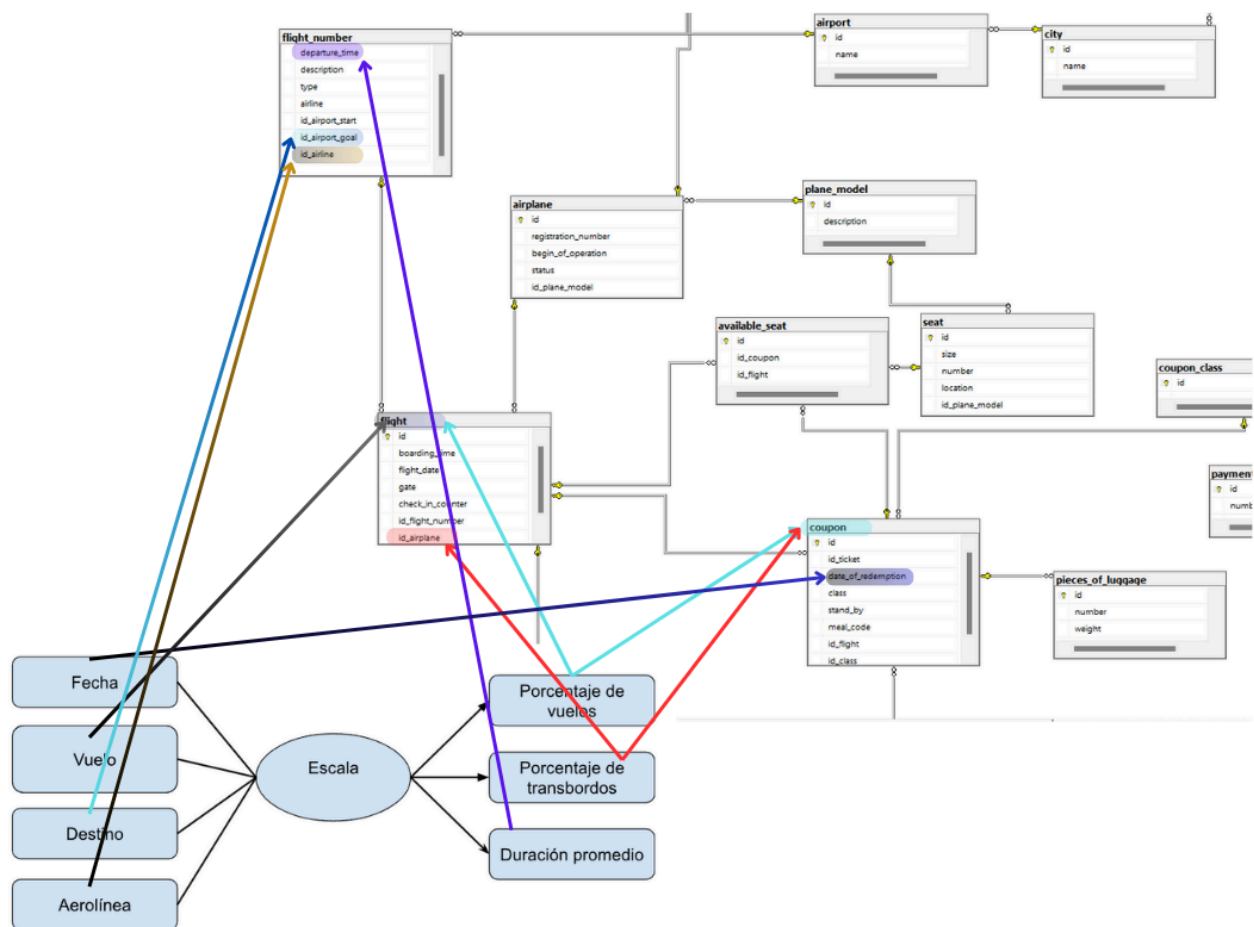 flight_number
departure_time
description
type
airline
id_airport_start
id_airport_goal
id_airline
airport
id
name
city
id
name
airplane
id
registration_number
begin_of_operation
status
id_plane_model
plane_model
id
description
available_seat
id
id_coupon
id_flight
seat
id
size
number
location
id_plane_model
coupon_class
id
flight
id
boarding_time
flight_date
gate
check_in_counter
id_flight_number
id_airplane
payment
id
numb
coupon
id
id_ticket
date_of_redemption
class
stand_by
meal_code
id_flight
id_class
pieces_of_luggage
id
number
weight
Fecha
Vuelo
Destino
Aerolínea
Escala
Porcentaje de
vuelos
Porcentaje de
transbordos
Duración promedio